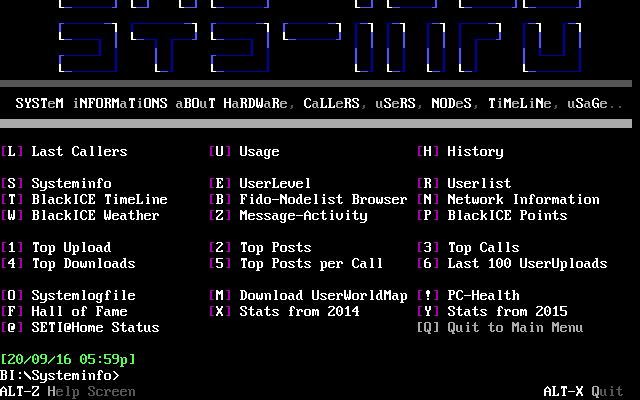 SYSTeM iNFORMaTiONS aBOuT HaRDWaRe, CaLLeRS, uSeRS, NODeS, TiMeLiNe, uSaGe..
[L] Last Callers [U] Usage [H] History
[S] Systeminfo [E] UserLevel [R] Userlist
[T] BlackICE TimeLine [B] Fido-Nodelist Browser [N] Network Information
[W] BlackICE Weather [Z] Message-Activity [P] BlackICE Points
[1] Top Upload [2] Top Posts [3] Top Calls
[4] Top Downloads [5] Top Posts per Call [6] Last 100 UserUploads
[O] Systemlogfile [M] Download UserWorldMap [!] PC-Health
[F] Hall of Fame [X] Stats from 2014 [Y] Stats from 2015
[@] SETI@Home Status [Q] Quit to Main Menu
[20/09/16 05:59p]
BI:\Systeminfo>
ALT-Z Help Screen ALT-X Quit